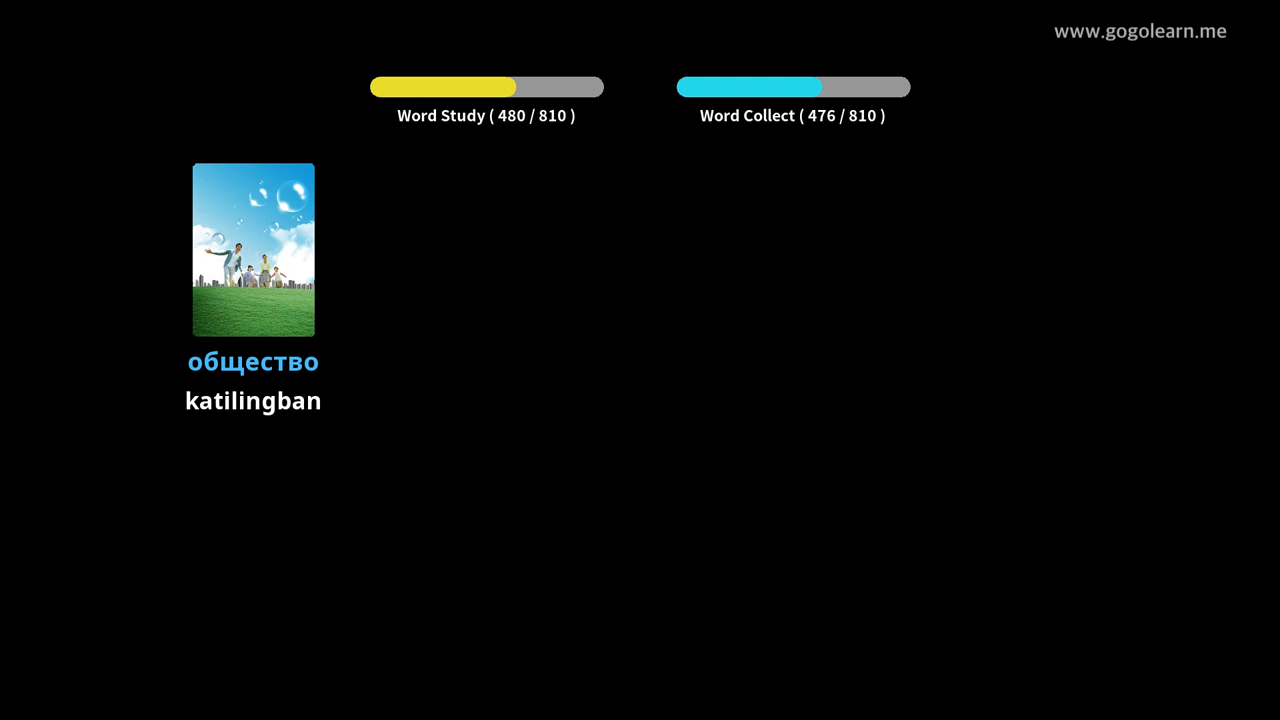 www.gogolearn.me
Word Study ( 480 / 810 )
Word Collect ( 476 / 810 )
общество
katilingban